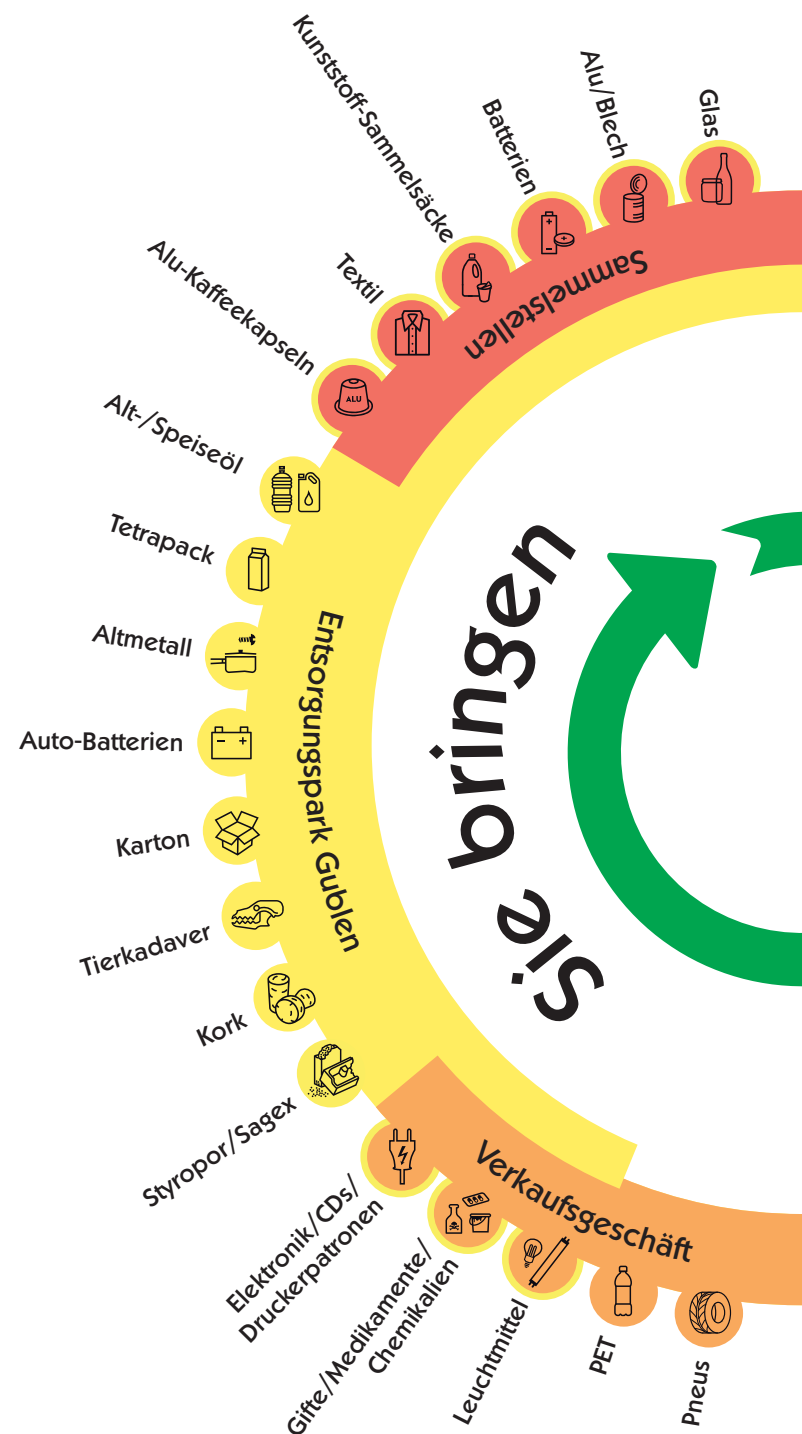 Glas
Alu/Blech
Batterien
Kunststoff-Sammelsäcke
Textil
Alu-Kaffeekapseln
ALU
Sammelstellen
Alt-/Speiseöl
Tetrapack
Altmetall
Auto-Batterien
Karton
Tierkadaver
Kork
Styropor/Sagex
Entsorgungspark Gublen
Sie bringen
Elektronik/CDs/
Druckerpatronen
Gifte/Medikamente/
Chemikalien
Leuchtmittel
PET
Pneus
Verkaufsgeschäft